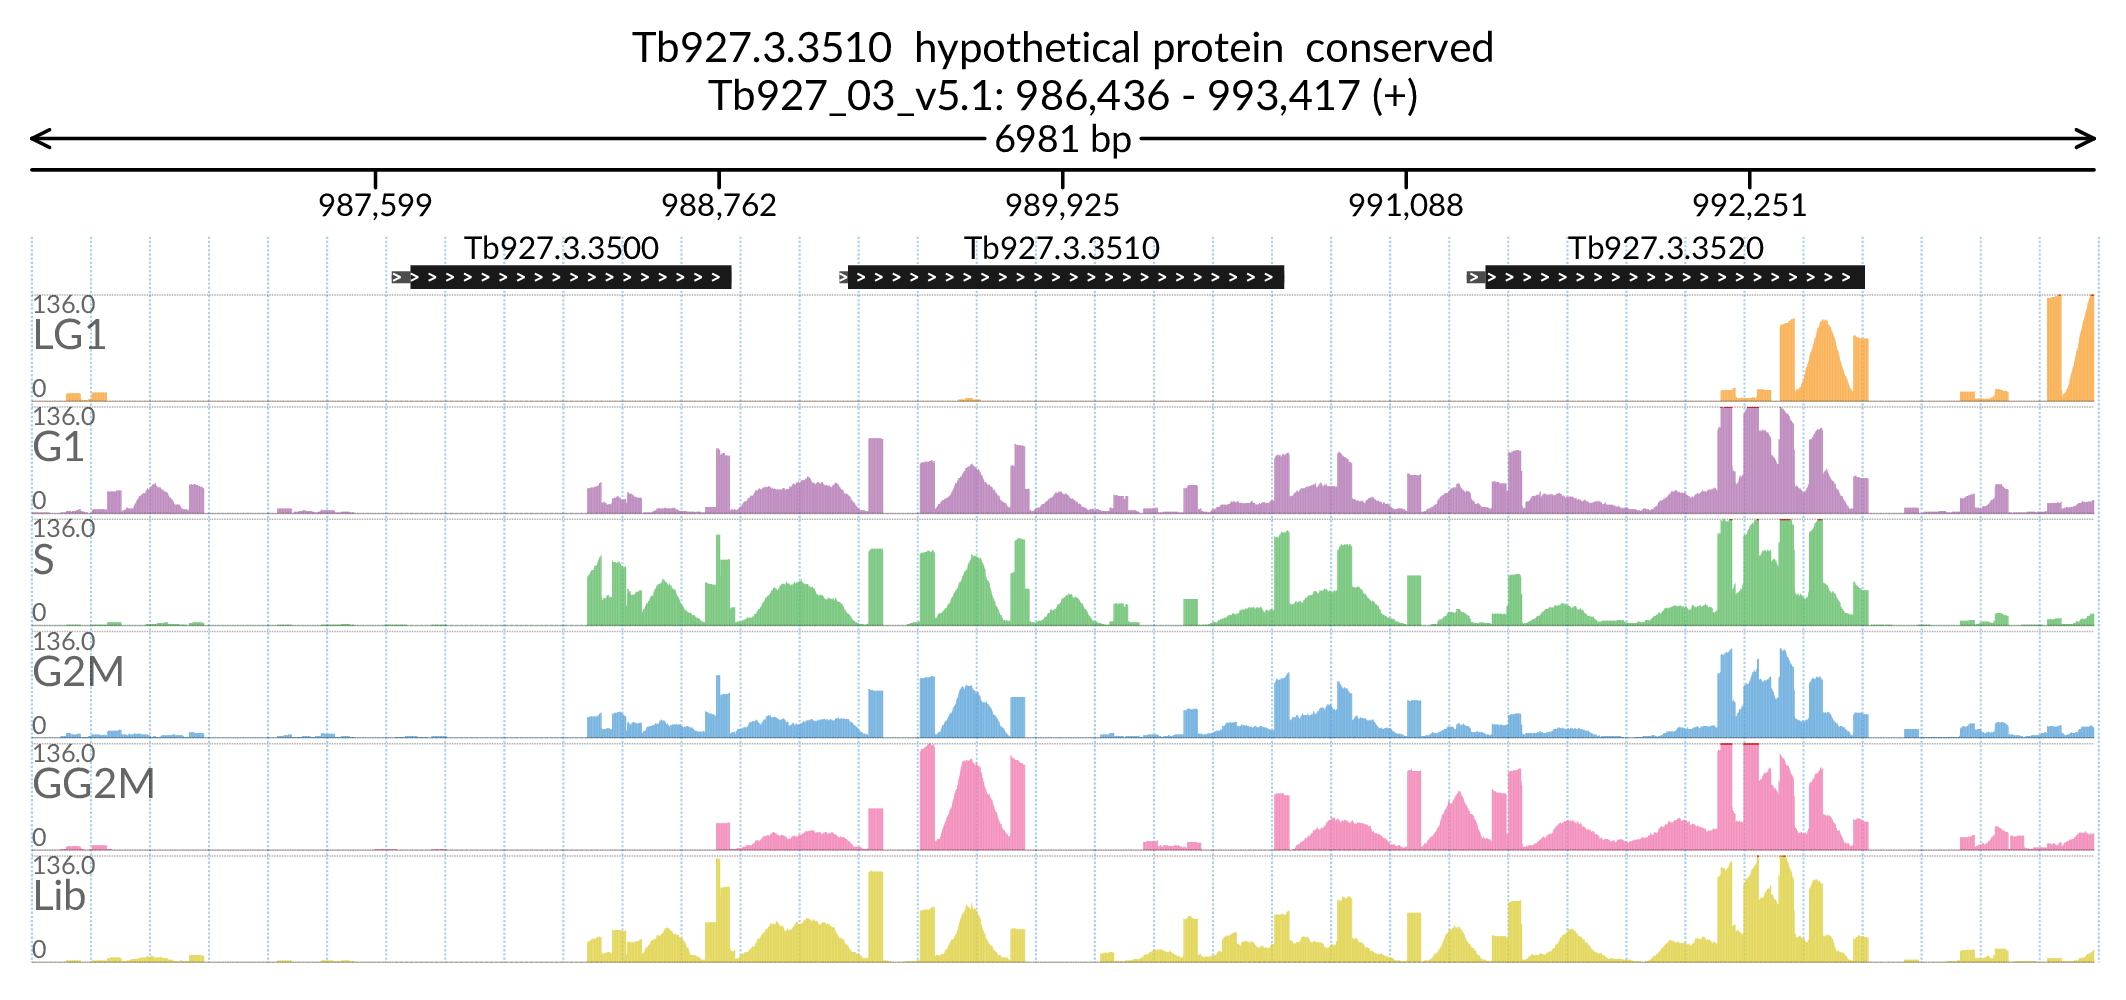 Tb927.3.3510 hypothetical protein conserved
Tb927_03_v5.1: 986,436 - 993,417 (+)
6981 bp
987,599 988,762 989,925 991,088 992,251
Tb927.3.3500 Tb927.3.3510 Tb927.3.3520
136.0
LG1
0
136.0
G1
0
136.0
S
0
136.0
G2M
0
136.0
GG2M
0
136.0
Lib
0